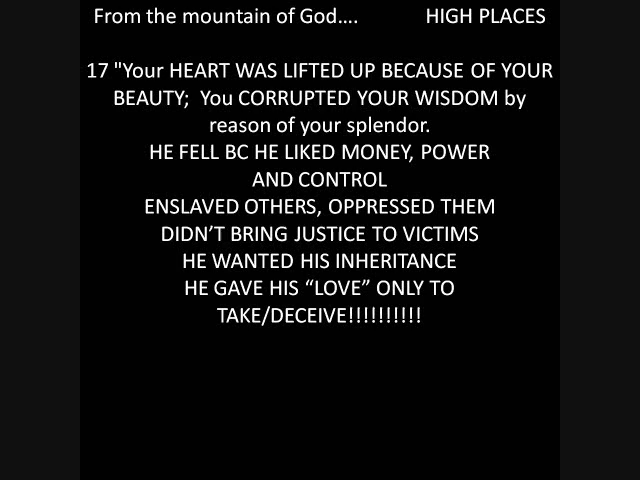 From the mountain of God.... HIGH PLACES
17 "Your HEART WAS LIFTED UP BECAUSE OF YOUR
BEAUTY; You CORRUPTED YOUR WISDOM by
reason of your splendor.
HE FELL BC HE LIKED MONEY, POWER
AND CONTROL
ENSLAVED OTHERS, OPPRESSED THEM
DIDN’T BRING JUSTICE TO VICTIMS
HE WANTED HIS INHERITANCE
HE GAVE HIS “LOVE” ONLY TO
TAKE/DECEIVE!!!!!!!!!!